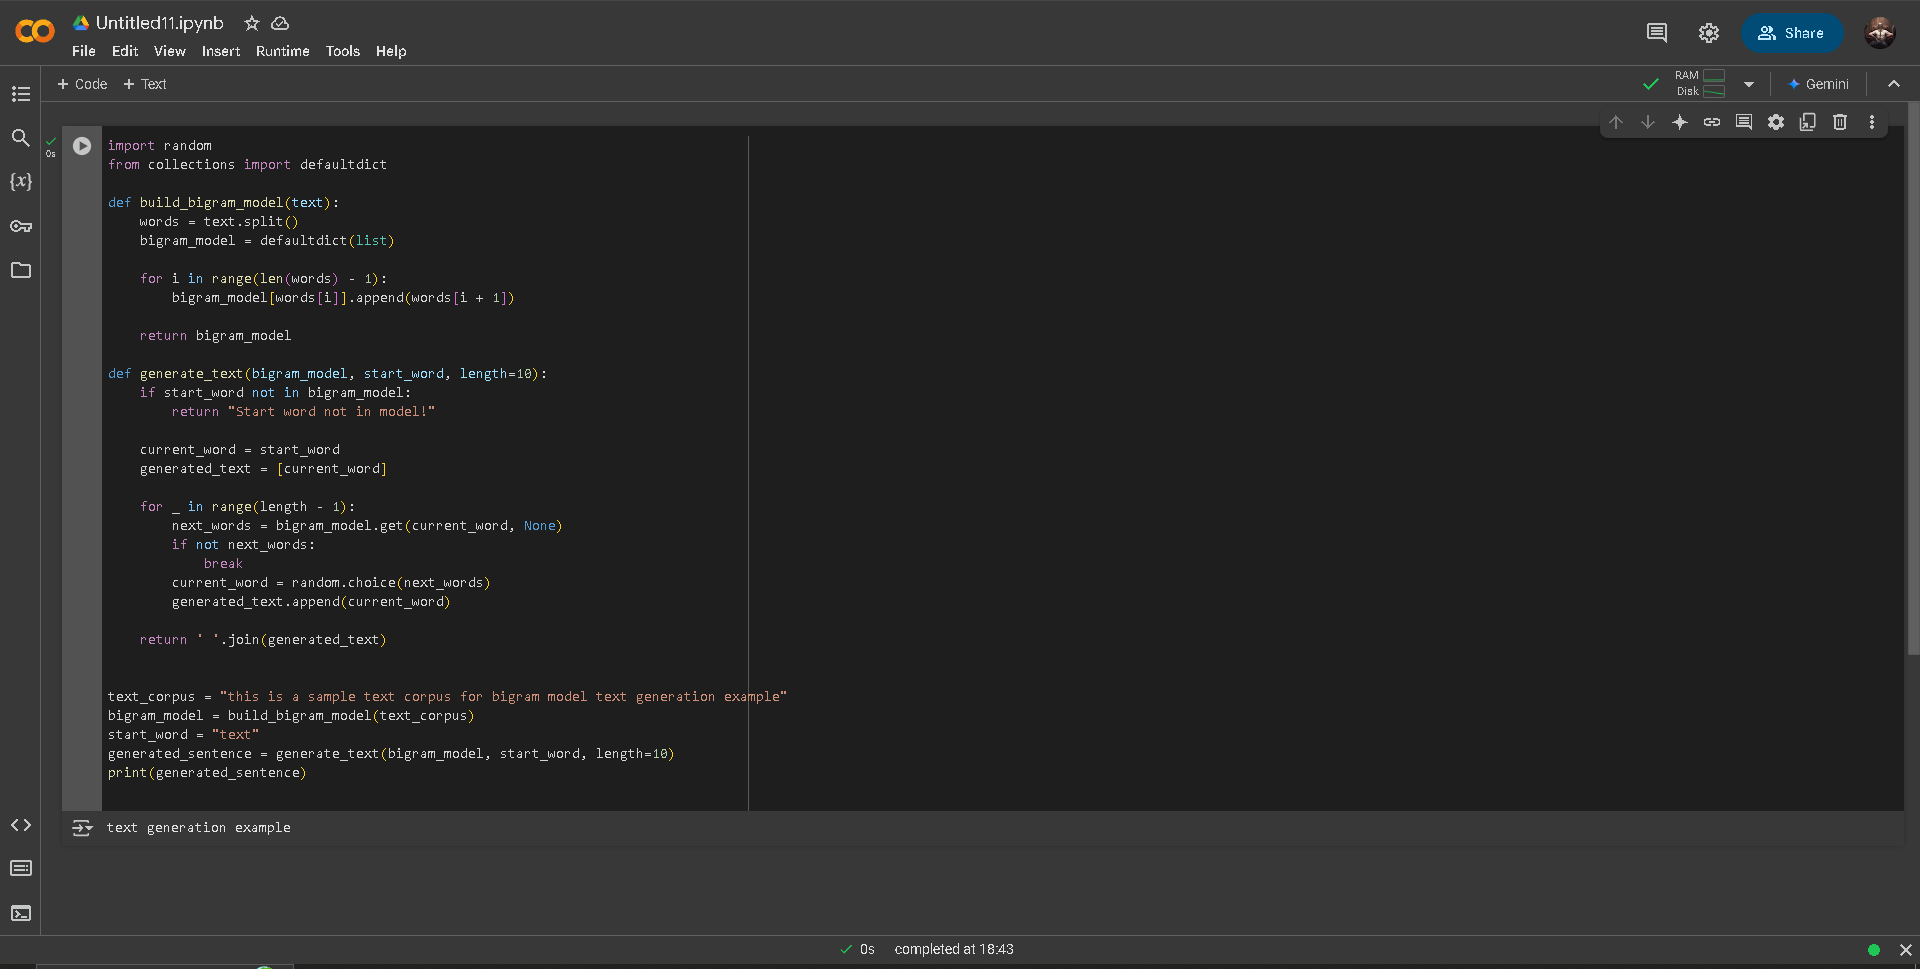 Untitled11.ipynb
File Edit View Insert Runtime Tools Help
Share
+ Code + Text
RAM
Disk
Gemini
0s
import random
from collections import defaultdict
def build_bigram_model(text):
    words = text.split()
    bigram_model = defaultdict(list)
    for i in range(len(words) - 1):
        bigram_model[words[i]].append(words[i + 1])
    return bigram_model
def generate_text(bigram_model, start_word, length=10):
    if start_word not in bigram_model:
        return "Start word not in model!"
    current_word = start_word
    generated_text = [current_word]
    for _ in range(length - 1):
        next_words = bigram_model.get(current_word, None)
        if not next_words:
            break
        current_word = random.choice(next_words)
        generated_text.append(current_word)
    return ' '.join(generated_text)
text_corpus = "this is a sample text corpus for bigram model text generation example"
bigram_model = build_bigram_model(text_corpus)
start_word = "text"
generated_sentence = generate_text(bigram_model, start_word, length=10)
print(generated_sentence)
text generation example
0s completed at 18:43